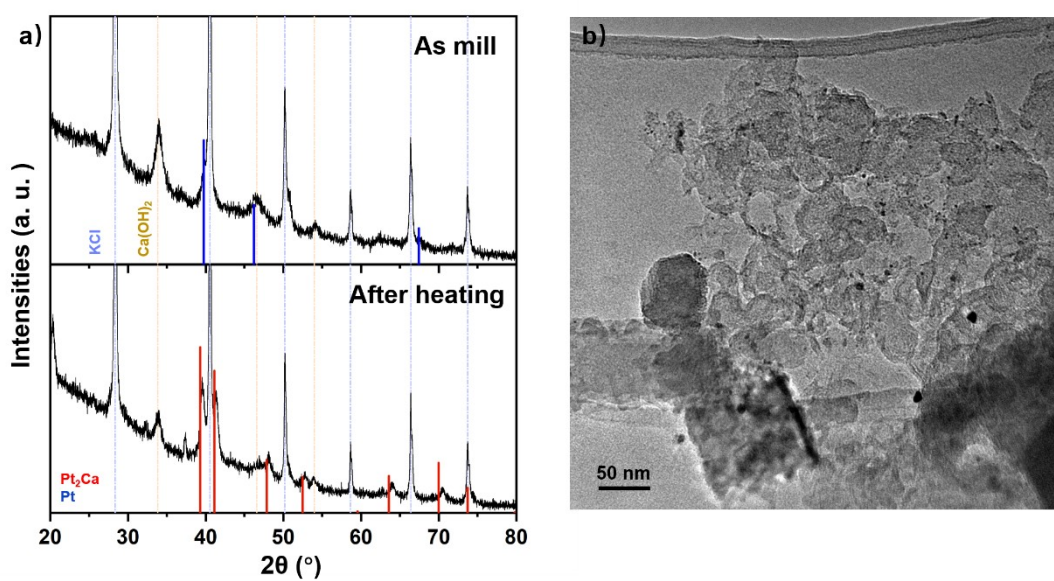 a)
As mill
KCl
Ca(OH)2
After heating
Pt2Ca
Pt
Intensities (a. u.)
20 30 40 50 60 70 80
2θ (°)
b)
50 nm